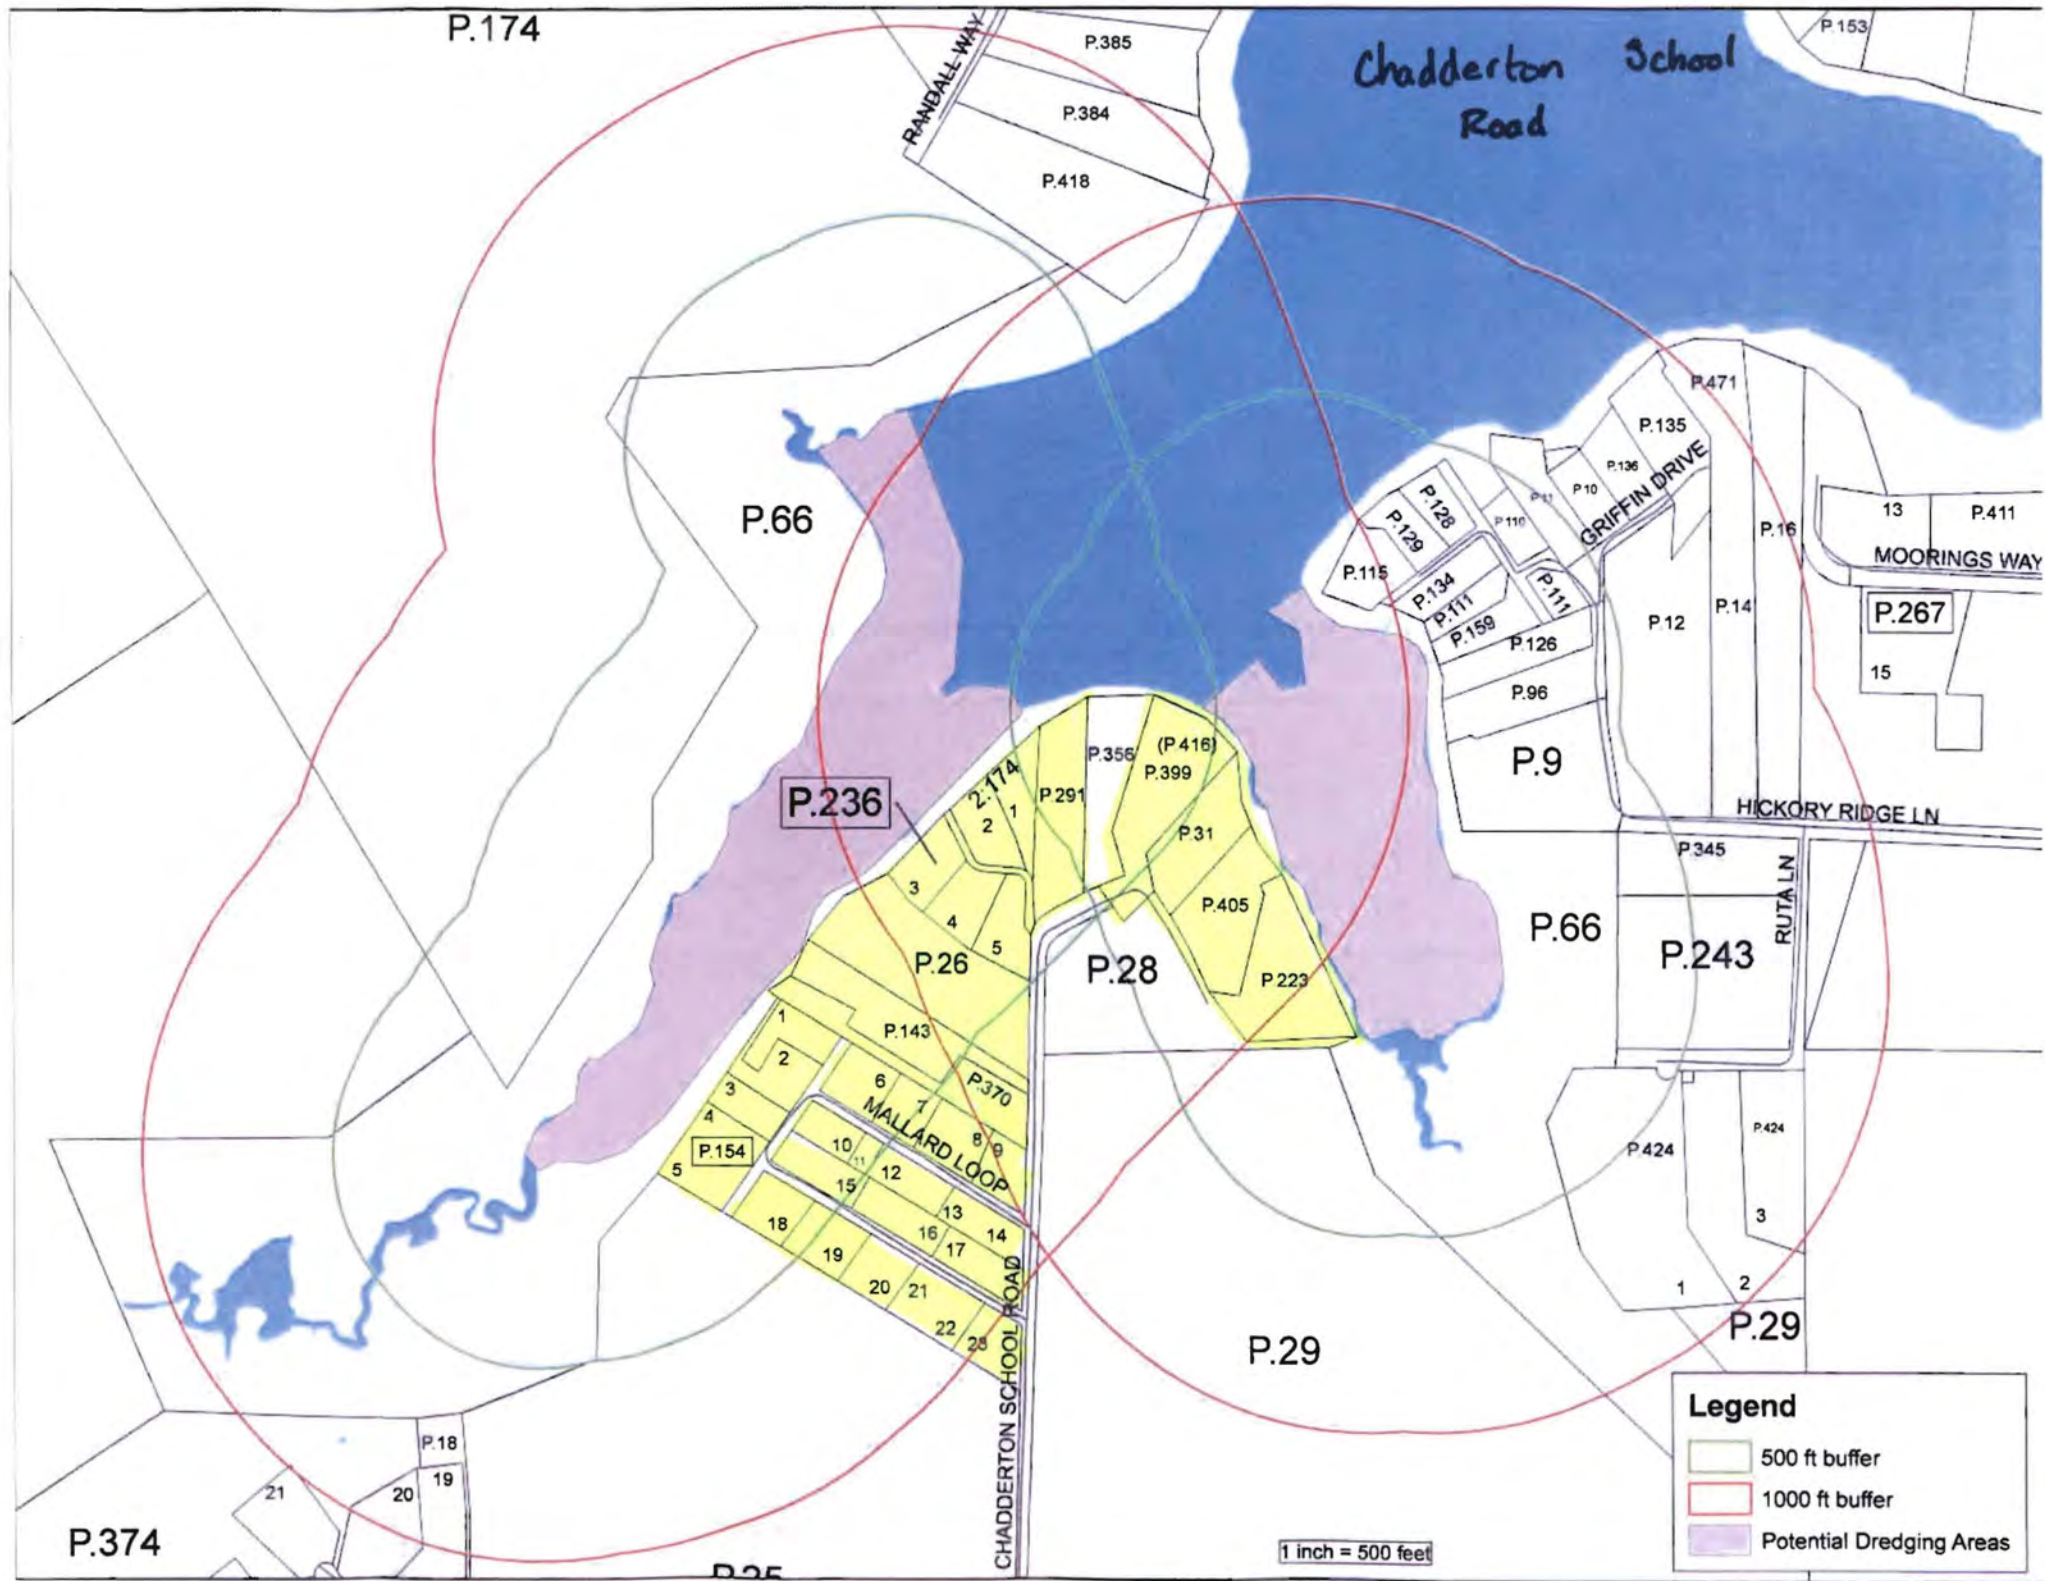 P.174
RANDALL WAY
P.385
P.384
P.418
Chadderton School
Road
P.153
P.66
P.471
P.135
P.136
P10
P.11
P.110
GRIFFIN DRIVE
P.128
P.129
P.115
P.134
P.111
P.111
P.159
P.126
P.96
P.9
P.12
P.14
P.16
13
P.411
MOORINGS WAY
P.267
15
HICKORY RIDGE LN
P.345
RUTA LN
P.66
P.243
P.236
2:174
2
1
P.291
P.356
(P.416)
P.399
P.31
P.405
P.223
3
4
5
P.26
P.28
P.143
P.370
1
2
3
4
P.154
5
6
7
8
9
MALLARD LOOP
10
11
12
13
14
15
16
17
18
19
20
21
22
23
CHADDERTON SCHOOL ROAD
P.424
P.424
3
1
2
P.29
P.29
P.18
19
20
21
P.374
P.25
1 inch = 500 feet
Legend
500 ft buffer
1000 ft buffer
Potential Dredging Areas